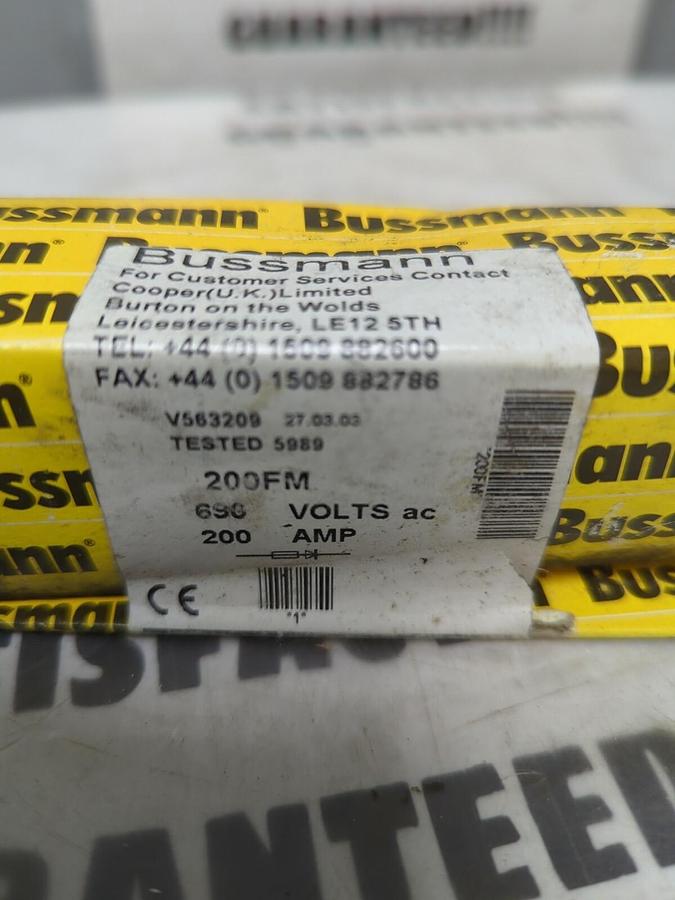 GUARANTEED!!!
Bussmann® Bussmann
Bussmann
For Customer Services Contact
Cooper(U.K.)Limited
Burton on the Wolds
Leicestershire, LE12 5TH
TEL: +44 (0) 1509 882600
FAX: +44 (0) 1509 882786
V563209 27.03.03
TESTED 5989
200FM
690 VOLTS ac
200 AMP
200FM
CE
"1"